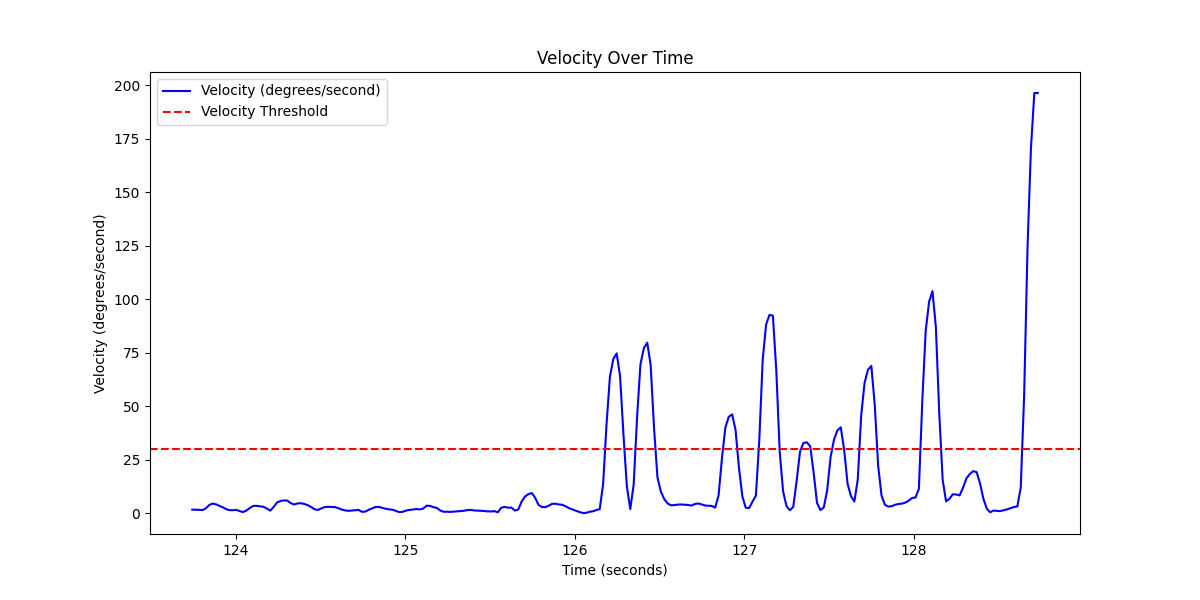 Velocity Over Time
Velocity (degrees/second)
Velocity Threshold
200
175
150
125
100
75
50
25
0
Velocity (degrees/second)
124 125 126 127 128
Time (seconds)